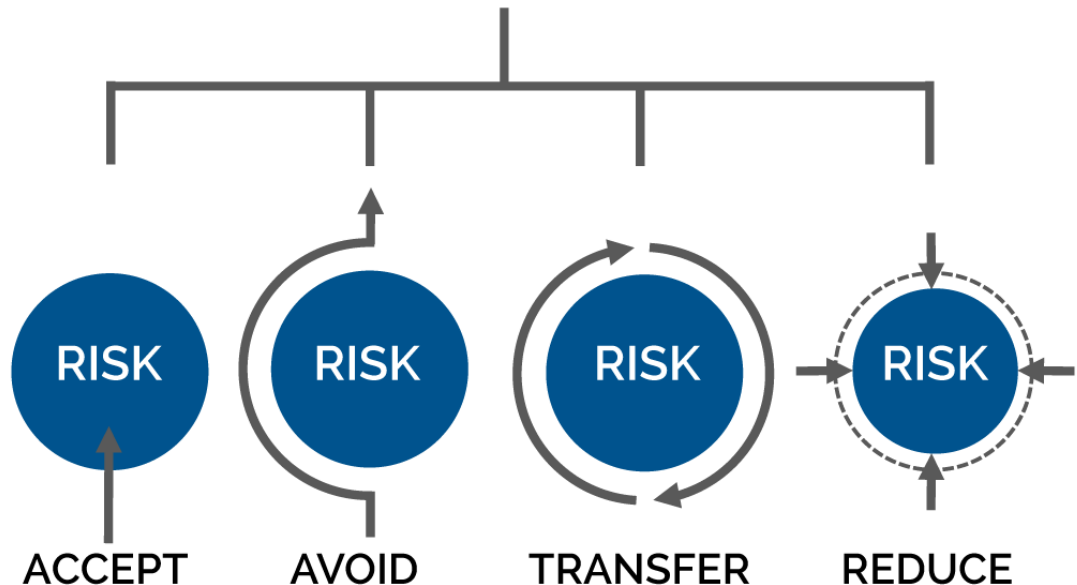 RISK
RISK
RISK
RISK
ACCEPT
AVOID
TRANSFER
REDUCE